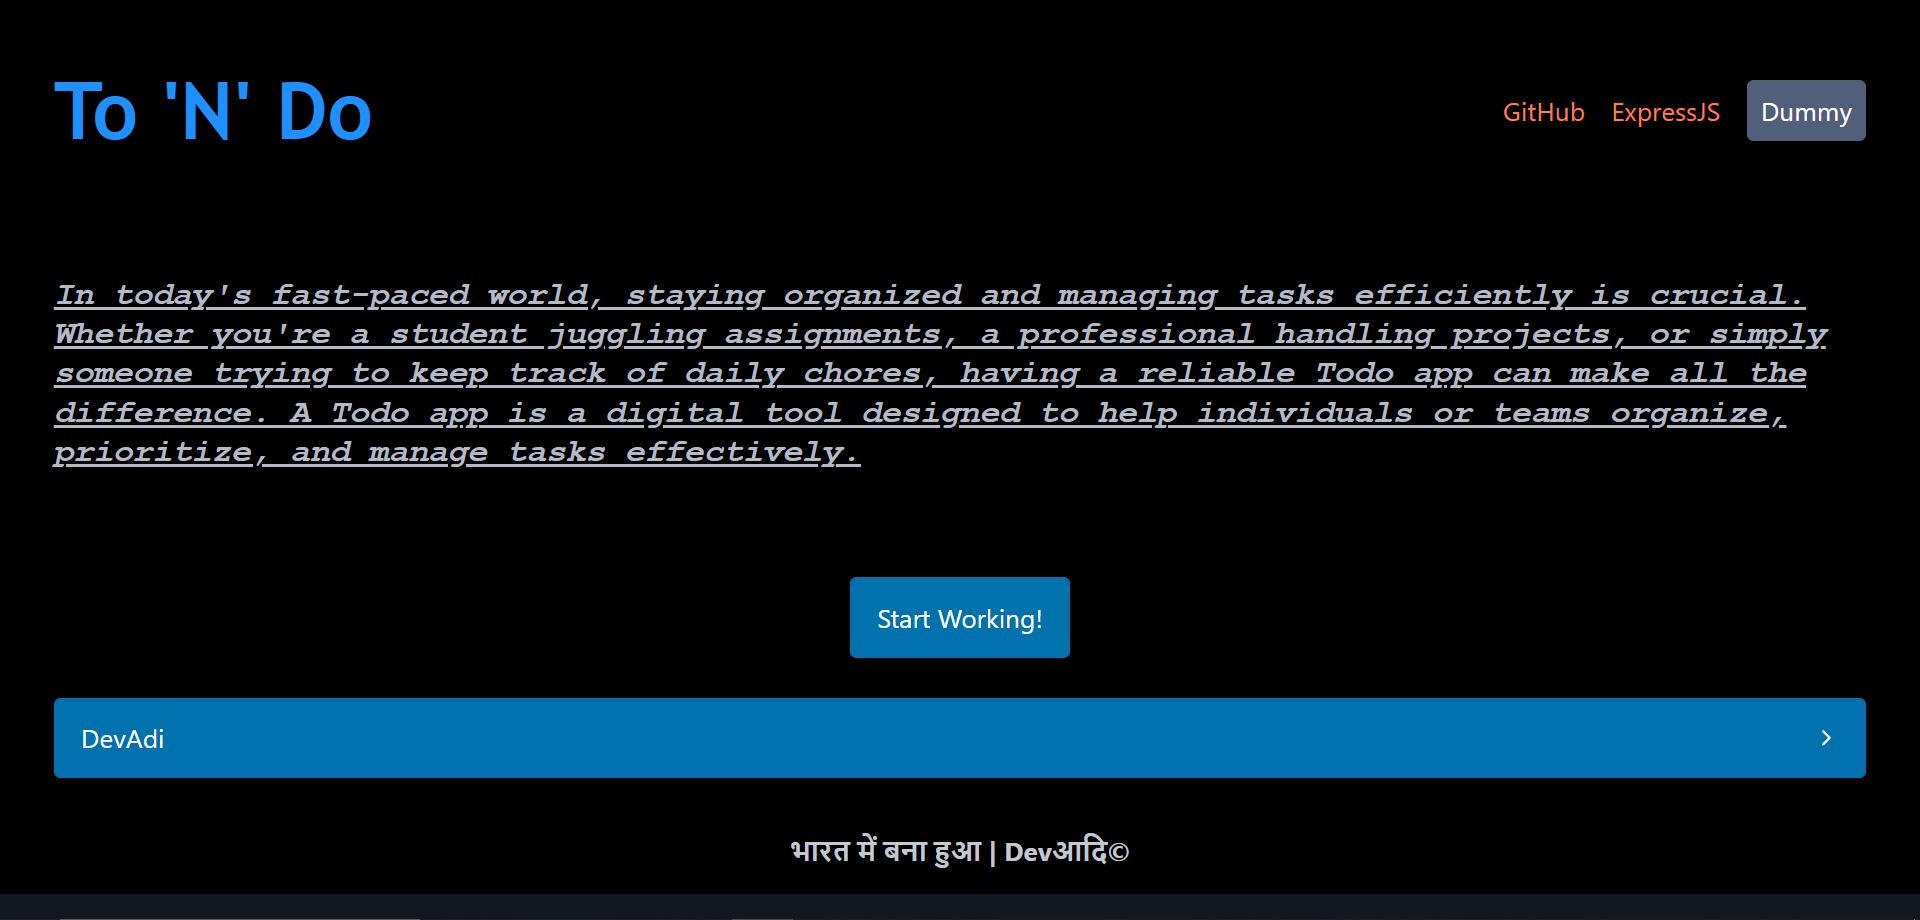 To 'N' Do
GitHub ExpressJS Dummy
In today's fast-paced world, staying organized and managing tasks efficiently is crucial.
Whether you're a student juggling assignments, a professional handling projects, or simply
someone trying to keep track of daily chores, having a reliable Todo app can make all the
difference. A Todo app is a digital tool designed to help individuals or teams organize,
prioritize, and manage tasks effectively.
Start Working!
DevAdi
भारत में बना हुआ | Devआदि©